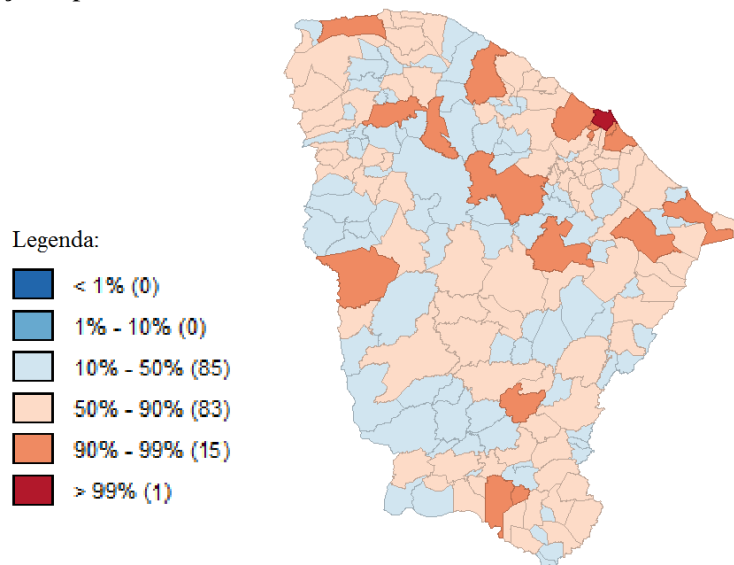 Legenda:
< 1% (0)
1% - 10% (0)
10% - 50% (85)
50% - 90% (83)
90% - 99% (15)
> 99% (1)